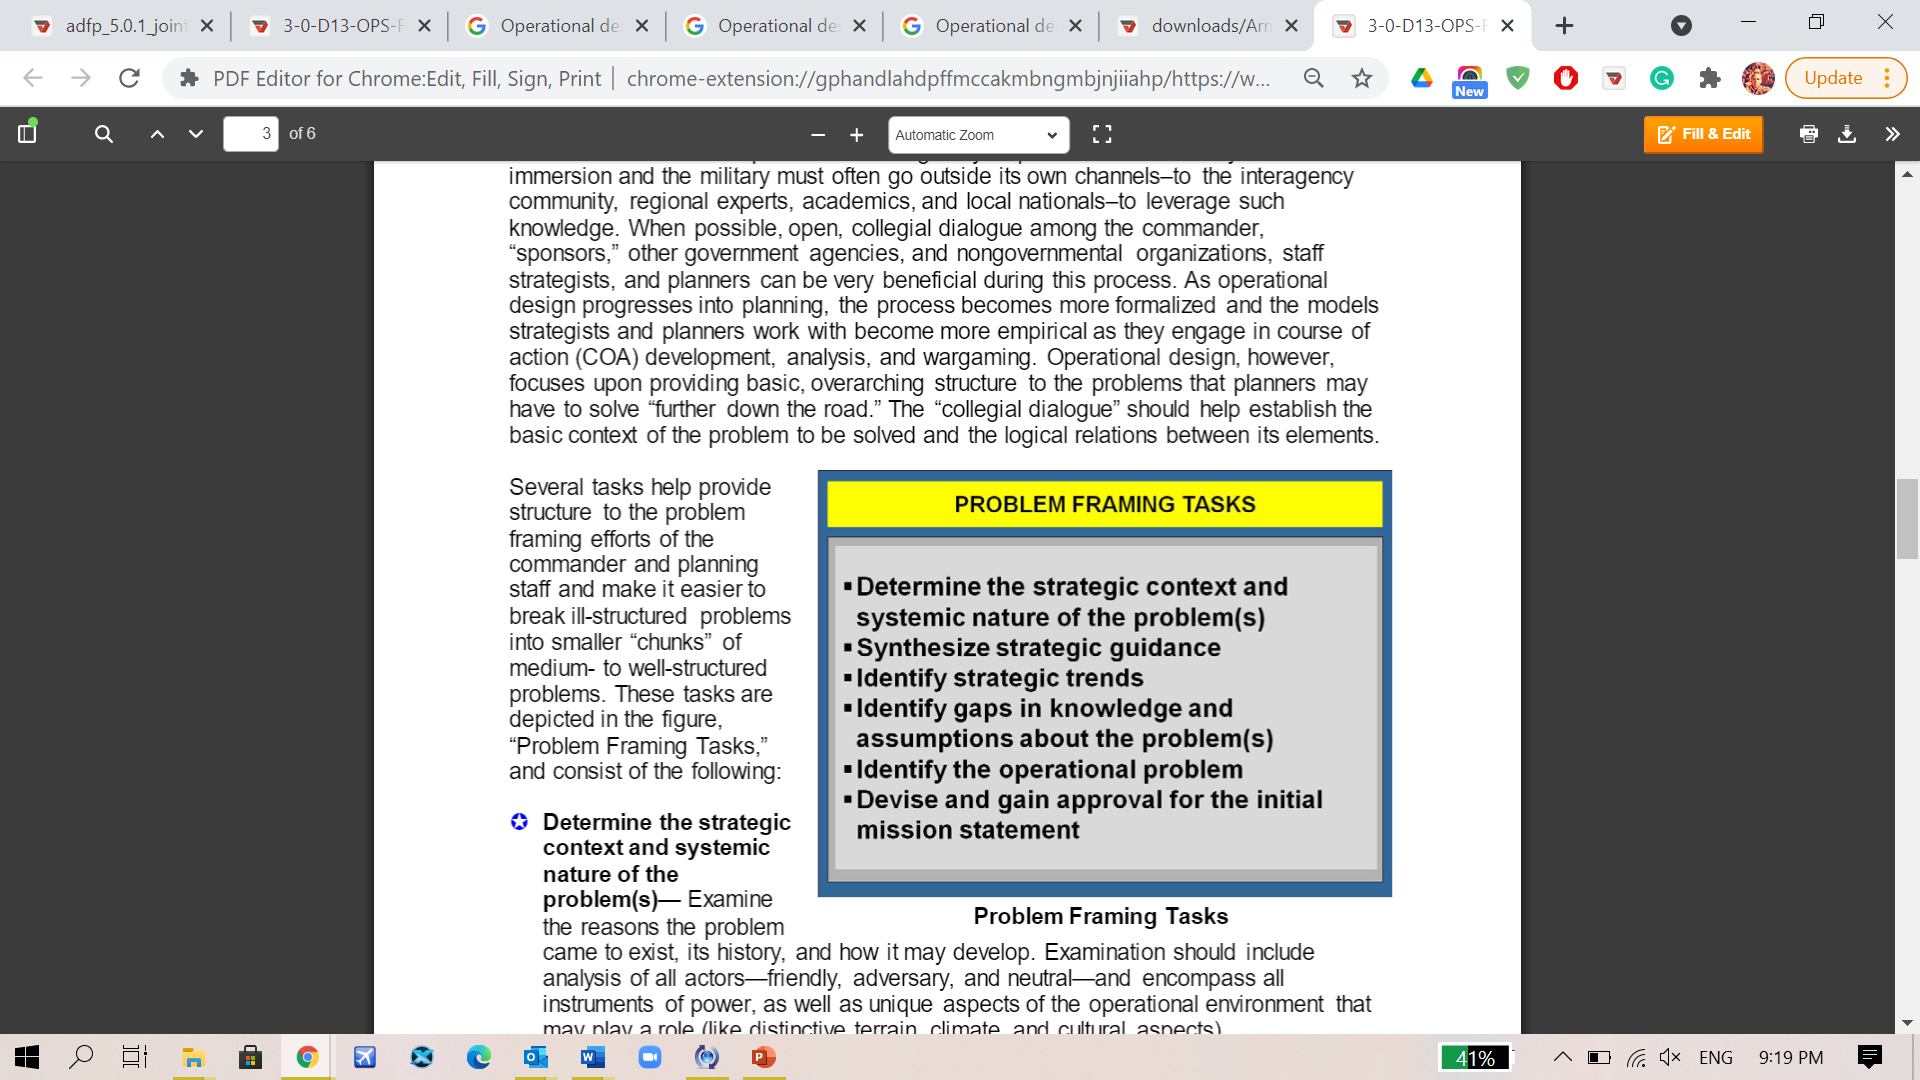 adfp_5.0.1_joint
3-0-D13-OPS-F
Operational de
Operational de
Operational de
downloads/Arn
3-0-D13-OPS-F
PDF Editor for Chrome:Edit, Fill, Sign, Print
chrome-extension://gphandlahdpffmccakmbngmbjnjiiahp/https://w...
New
Update
3 of 6
Automatic Zoom
Fill & Edit
immersion and the military must often go outside its own channels–to the interagency
community, regional experts, academics, and local nationals–to leverage such
knowledge. When possible, open, collegial dialogue among the commander,
“sponsors,” other government agencies, and nongovernmental organizations, staff
strategists, and planners can be very beneficial during this process. As operational
design progresses into planning, the process becomes more formalized and the models
strategists and planners work with become more empirical as they engage in course of
action (COA) development, analysis, and wargaming. Operational design, however,
focuses upon providing basic, overarching structure to the problems that planners may
have to solve “further down the road.” The “collegial dialogue” should help establish the
basic context of the problem to be solved and the logical relations between its elements.
Several tasks help provide
structure to the problem
framing efforts of the
commander and planning
staff and make it easier to
break ill-structured problems
into smaller “chunks” of
medium- to well-structured
problems. These tasks are
depicted in the figure,
“Problem Framing Tasks,”
and consist of the following:
PROBLEM FRAMING TASKS
▪ Determine the strategic context and
systemic nature of the problem(s)
▪ Synthesize strategic guidance
▪ Identify strategic trends
▪ Identify gaps in knowledge and
assumptions about the problem(s)
▪ Identify the operational problem
▪ Devise and gain approval for the initial
mission statement
Problem Framing Tasks
Determine the strategic
context and systemic
nature of the
problem(s)— Examine
the reasons the problem
came to exist, its history, and how it may develop. Examination should include
analysis of all actors—friendly, adversary, and neutral—and encompass all
instruments of power, as well as unique aspects of the operational environment that
may play a role (like distinctive terrain, climate, and cultural aspects).
41%
ENG
9:19 PM